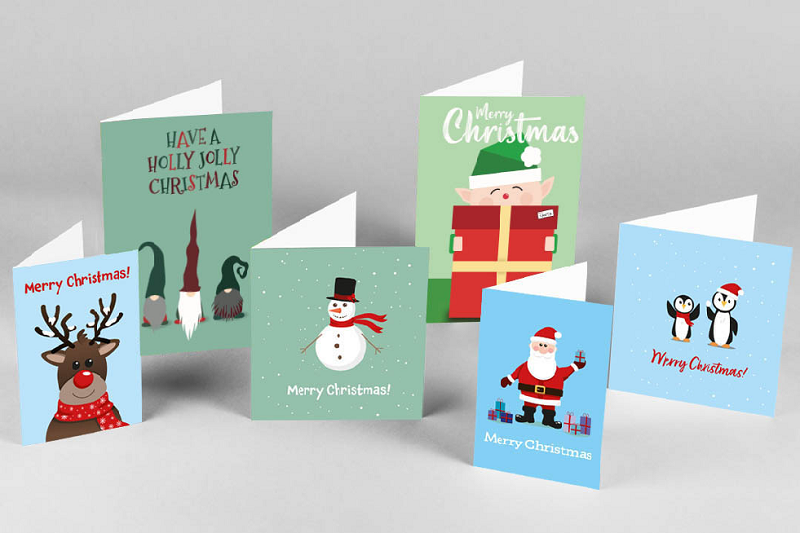 HAVE A
HOLLY JOLLY
CHRISTMAS
Merry
Christmas
Merry Christmas!
Merry Christmas!
Merry Christmas
Merry Christmas!